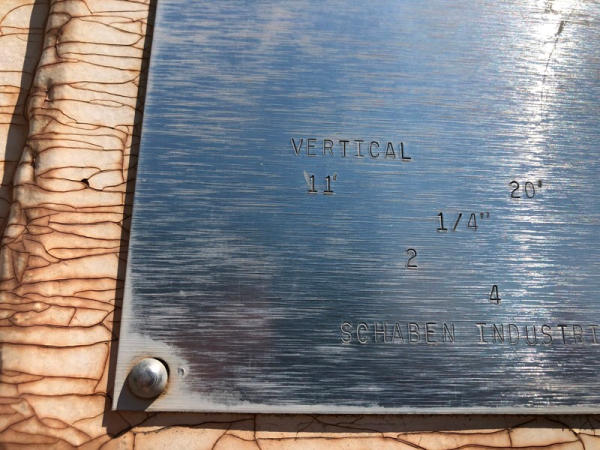 VERTICAL
11' 20'
1/4"
2
4
SCHABEN INDUSTRI